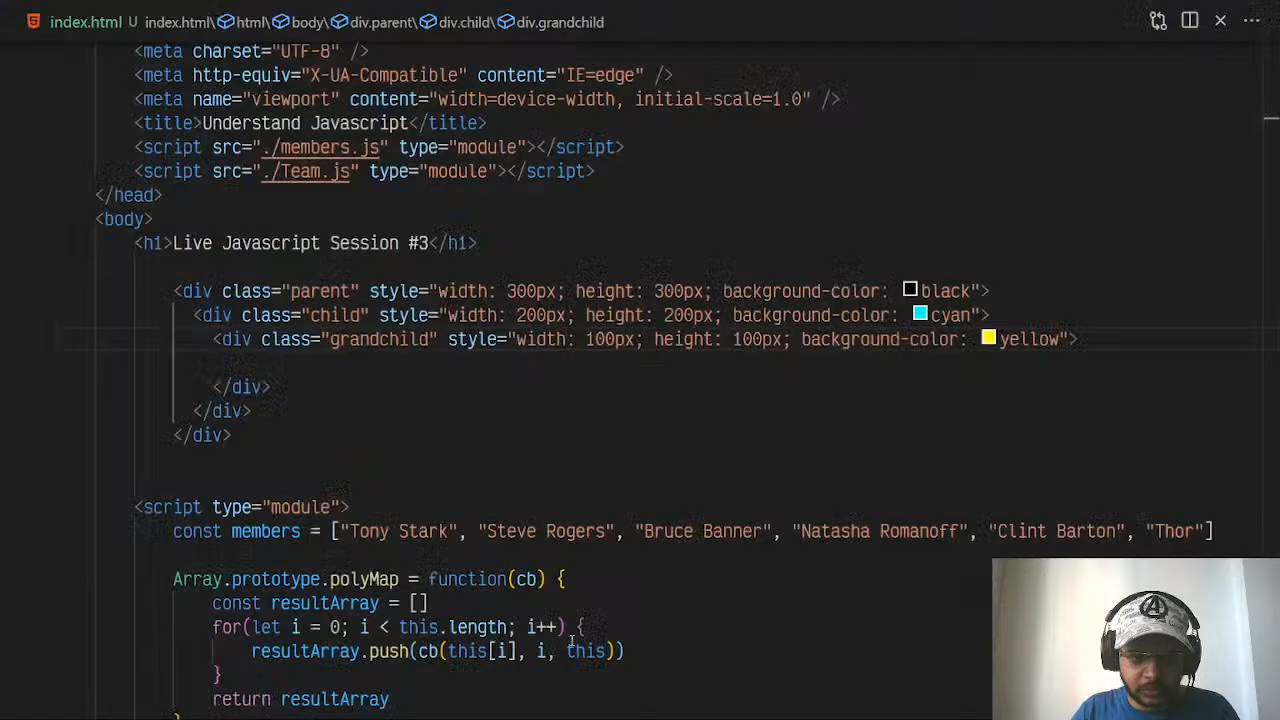 index.html U index.html\ html\ body\ div.parent\ div.child\ div.grandchild
<meta charset="UTF-8" />
<meta http-equiv="X-UA-Compatible" content="IE=edge" />
<meta name="viewport" content="width=device-width, initial-scale=1.0" />
<title>Understand Javascript</title>
<script src="./members.js" type="module"></script>
<script src="./Team.js" type="module"></script>
</head>
<body>
<h1>Live Javascript Session #3</h1>
<div class="parent" style="width: 300px; height: 300px; background-color: black">
<div class="child" style="width: 200px; height: 200px; background-color: cyan">
<div class="grandchild" style="width: 100px; height: 100px; background-color: yellow">
</div>
</div>
</div>
<script type="module">
const members = ["Tony Stark", "Steve Rogers", "Bruce Banner", "Natasha Romanoff", "Clint Barton", "Thor"]
Array.prototype.polyMap = function(cb) {
const resultArray = []
for(let i = 0; i < this.length; i++) {
resultArray.push(cb(this[i], i, this))
}
return resultArray
}